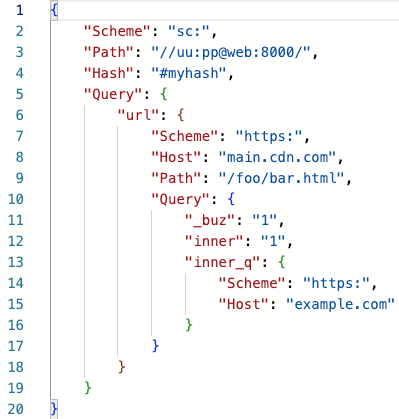 1 {
2     "Scheme": "sc:",
3     "Path": "//uu:pp@web:8000/",
4     "Hash": "#myhash",
5     "Query": {
6         "url": {
7             "Scheme": "https:",
8             "Host": "main.cdn.com",
9             "Path": "/foo/bar.html",
10             "Query": {
11                 "_buz": "1",
12                 "inner": "1",
13                 "inner_q": {
14                     "Scheme": "https:",
15                     "Host": "example.com"
16                 }
17             }
18         }
19     }
20 }